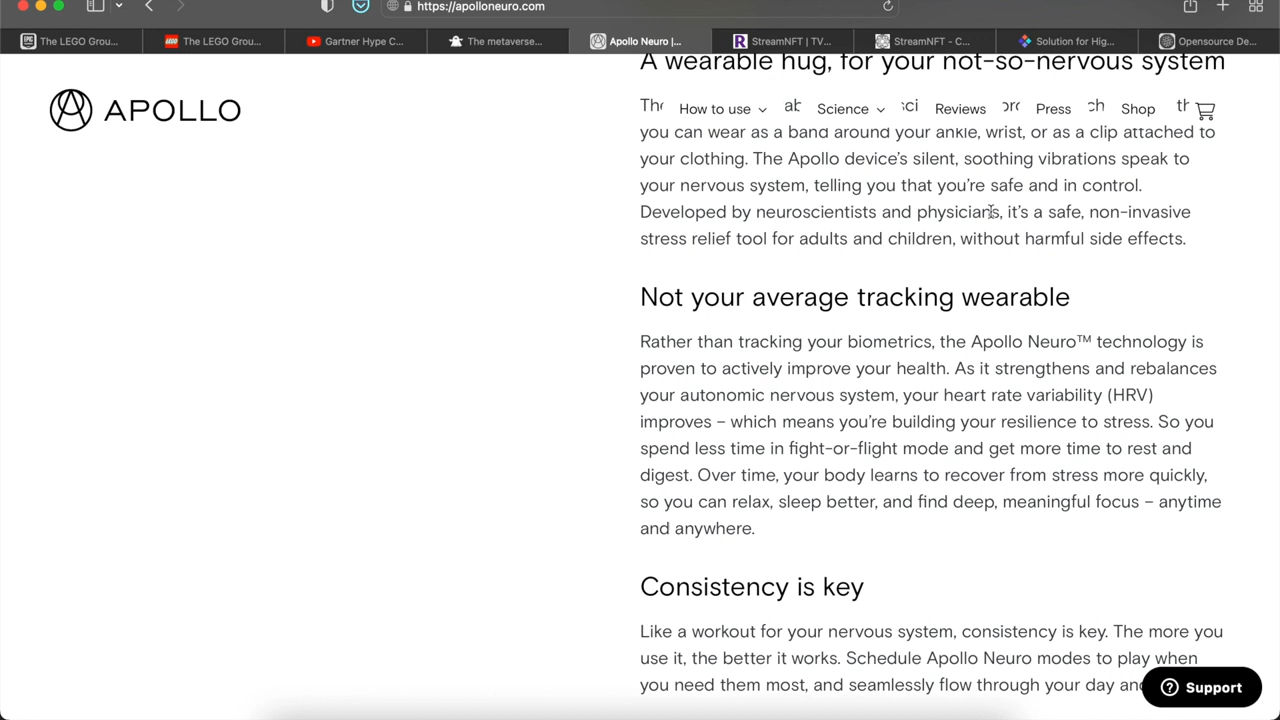 https://apolloneuro.com
The LEGO Grou...
The LEGO Grou...
Gartner Hype C...
The metaverse...
Apollo Neuro |...
StreamNFT | TV...
StreamNFT - C...
Solution for Hig...
Opensource De...
A wearable hug, for your not-so-nervous system
APOLLO
How to use
Science
Reviews
Press
Shop
you can wear as a band around your ankle, wrist, or as a clip attached to
your clothing. The Apollo device's silent, soothing vibrations speak to
your nervous system, telling you that you're safe and in control.
Developed by neuroscientists and physicians, it's a safe, non-invasive
stress relief tool for adults and children, without harmful side effects.
Not your average tracking wearable
Rather than tracking your biometrics, the Apollo Neuro™ technology is
proven to actively improve your health. As it strengthens and rebalances
your autonomic nervous system, your heart rate variability (HRV)
improves – which means you're building your resilience to stress. So you
spend less time in fight-or-flight mode and get more time to rest and
digest. Over time, your body learns to recover from stress more quickly,
so you can relax, sleep better, and find deep, meaningful focus – anytime
and anywhere.
Consistency is key
Like a workout for your nervous system, consistency is key. The more you
use it, the better it works. Schedule Apollo Neuro modes to play when
you need them most, and seamlessly flow through your day
Support